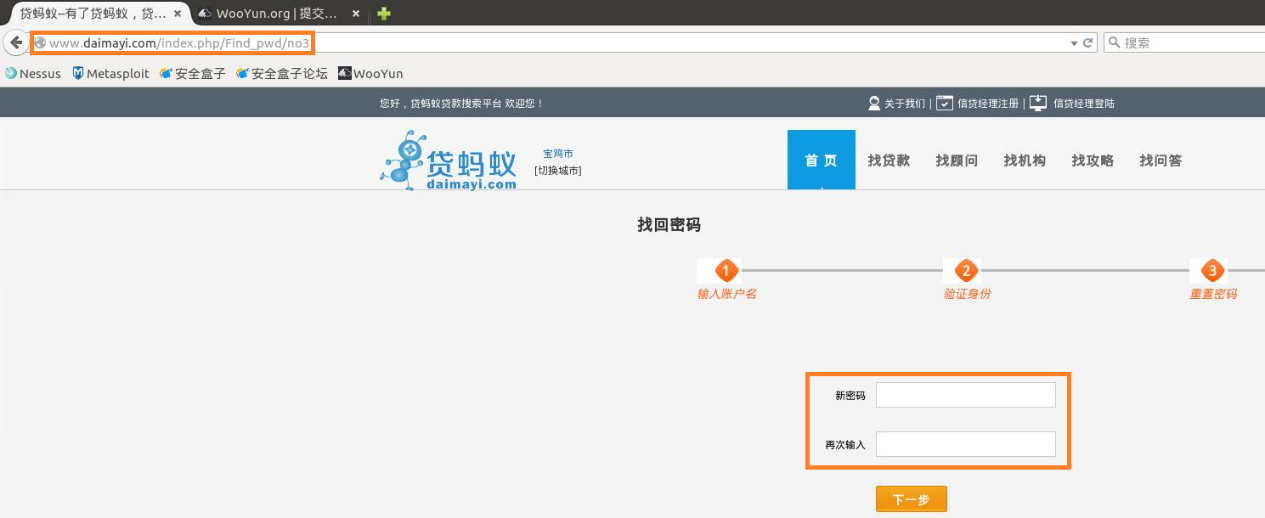 贷蚂蚁--有了贷蚂蚁，贷... × WooYun.org | 提交... ×
www.daimayi.com/index.php/Find_pwd/no3 搜索
Nessus Metasploit 安全盒子 安全盒子论坛 WooYun
您好，贷蚂蚁贷款搜索平台 欢迎您！ 关于我们 | 信贷经理注册 | 信贷经理登陆
贷蚂蚁 宝鸡市 首页 找贷款 找顾问 找机构 找攻略 找问答
daimayi.com [切换城市]
找回密码
1 2 3
输入账户名 验证身份 重置密码
新密码
再次输入
下一步